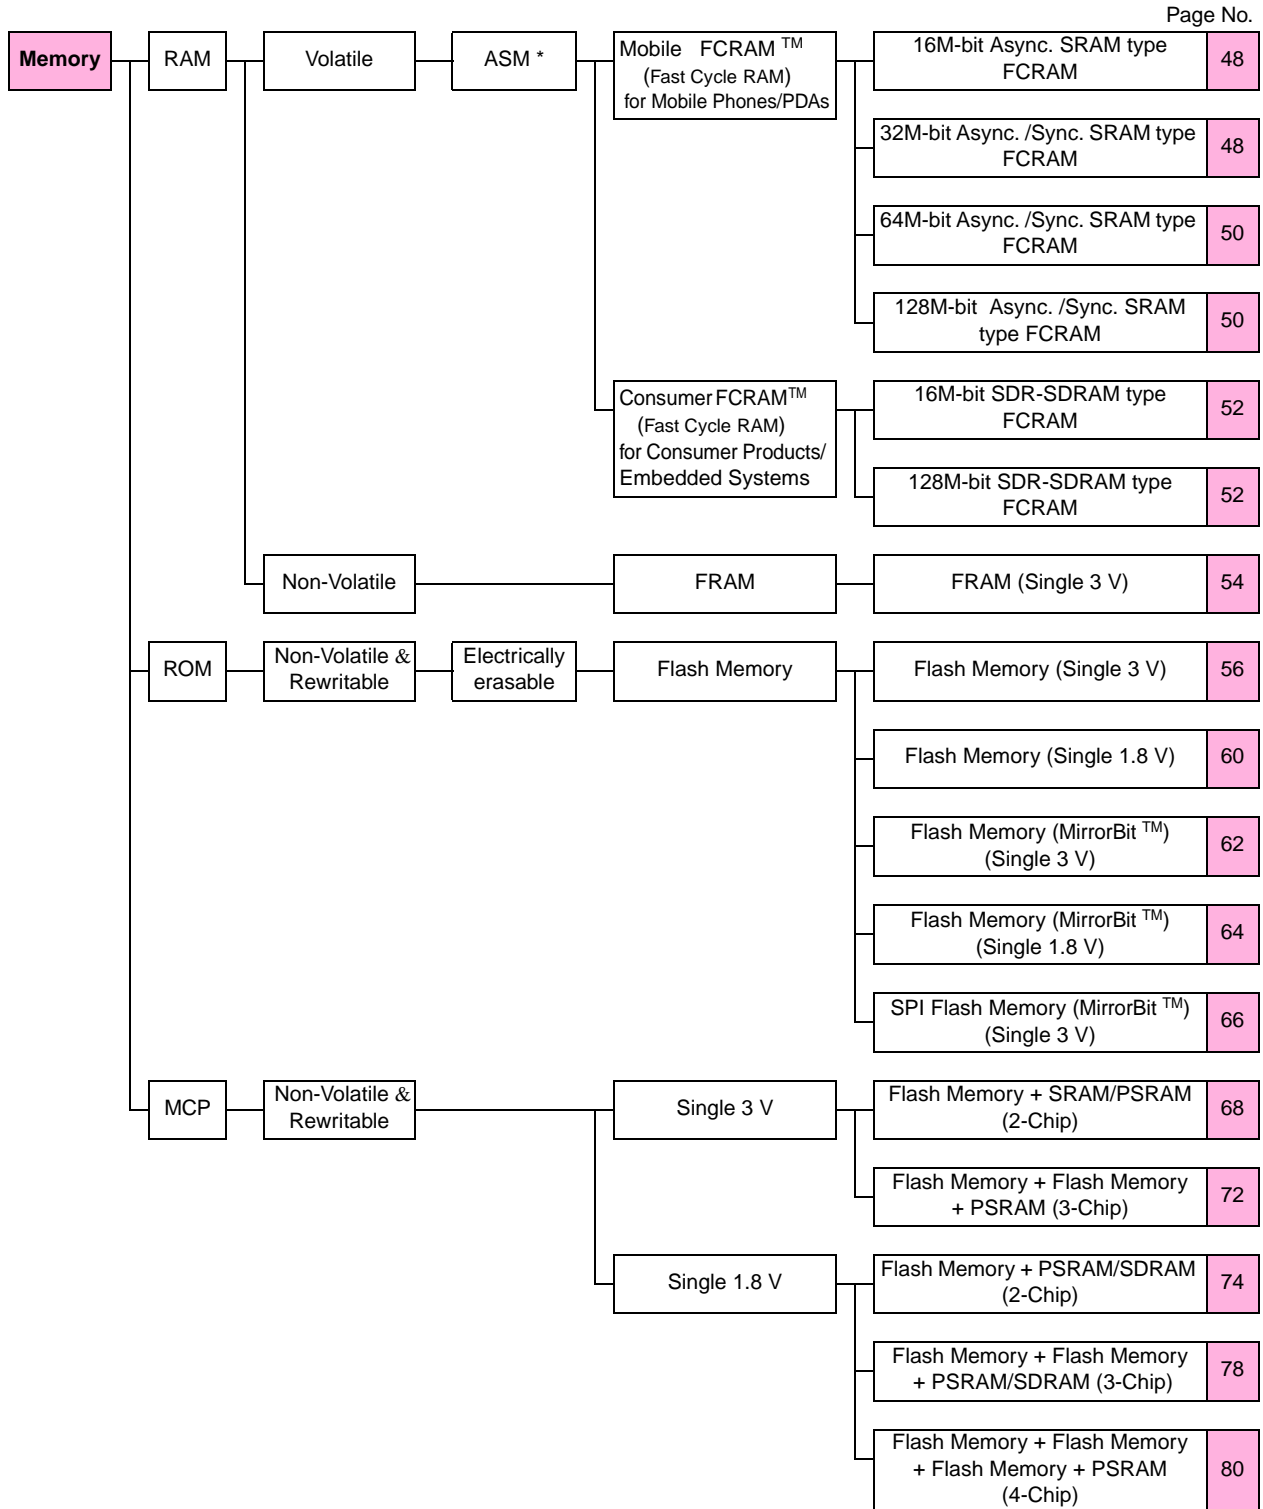 Page No.
Memory
RAM
Volatile
ASM *
Mobile FCRAM TM
(Fast Cycle RAM)
for Mobile Phones/PDAs
16M-bit Async. SRAM type
FCRAM
48
32M-bit Async. /Sync. SRAM type
FCRAM
48
64M-bit Async. /Sync. SRAM type
FCRAM
50
128M-bit Async. /Sync. SRAM
type FCRAM
50
Consumer FCRAM TM
(Fast Cycle RAM)
for Consumer Products/
Embedded Systems
16M-bit SDR-SDRAM type
FCRAM
52
128M-bit SDR-SDRAM type
FCRAM
52
Non-Volatile
FRAM
FRAM (Single 3 V)
54
ROM
Non-Volatile &
Rewritable
Electrically
erasable
Flash Memory
Flash Memory (Single 3 V)
56
Flash Memory (Single 1.8 V)
60
Flash Memory (MirrorBit TM)
(Single 3 V)
62
Flash Memory (MirrorBit TM)
(Single 1.8 V)
64
SPI Flash Memory (MirrorBit TM)
(Single 3 V)
66
MCP
Non-Volatile &
Rewritable
Single 3 V
Flash Memory + SRAM/PSRAM
(2-Chip)
68
Flash Memory + Flash Memory
+ PSRAM (3-Chip)
72
Single 1.8 V
Flash Memory + PSRAM/SDRAM
(2-Chip)
74
Flash Memory + Flash Memory
+ PSRAM/SDRAM (3-Chip)
78
Flash Memory + Flash Memory
+ Flash Memory + PSRAM
(4-Chip)
80